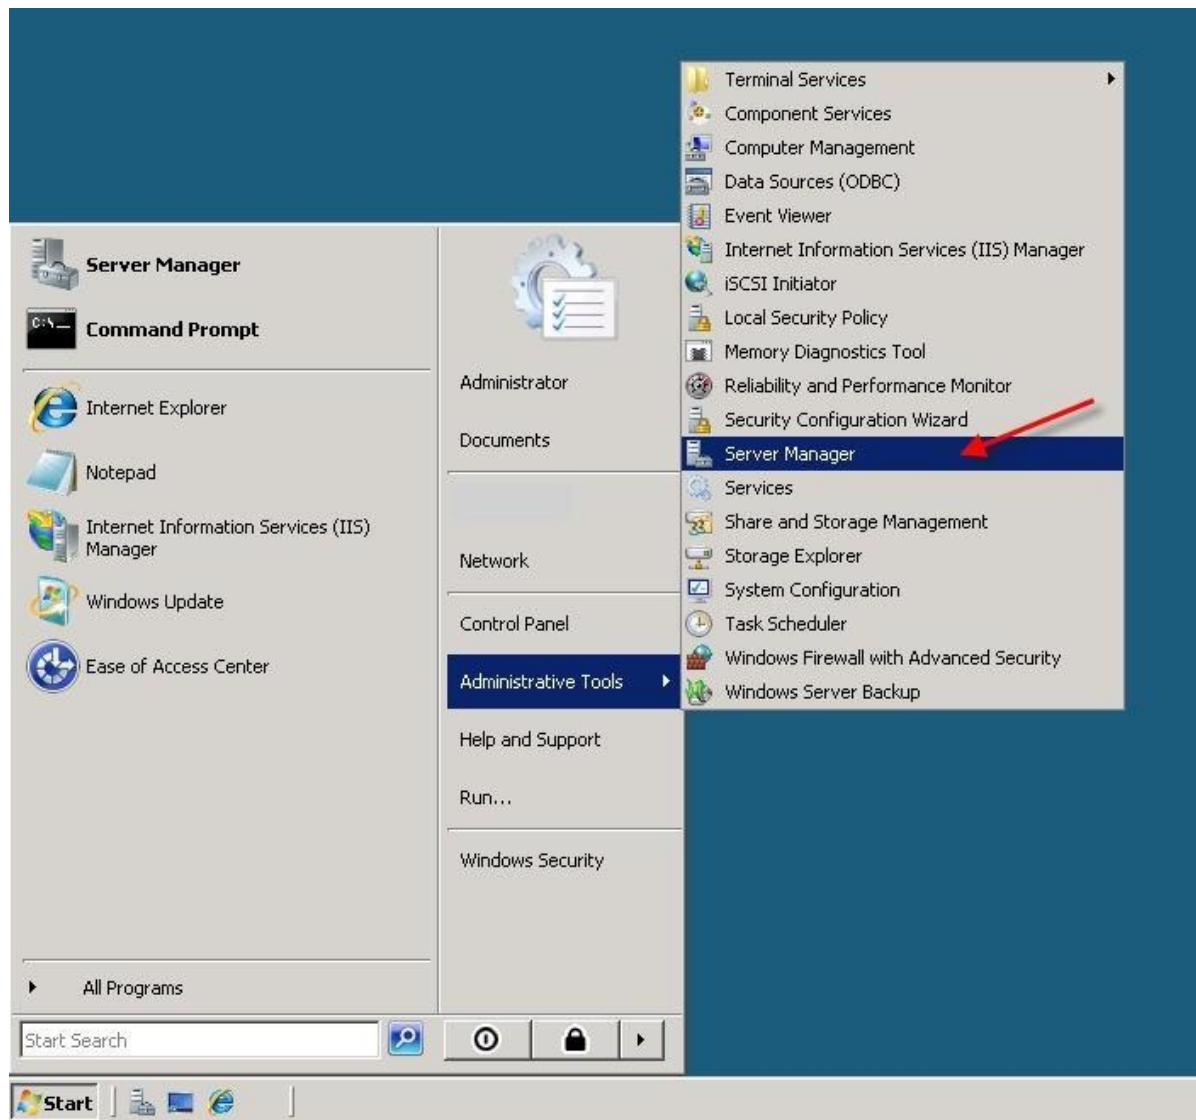 Server Manager
Command Prompt
Internet Explorer
Notepad
Internet Information Services (IIS)
Manager
Windows Update
Ease of Access Center
All Programs
Start Search
Administrator
Documents
Network
Control Panel
Administrative Tools
Help and Support
Run...
Windows Security
Terminal Services
Component Services
Computer Management
Data Sources (ODBC)
Event Viewer
Internet Information Services (IIS) Manager
iSCSI Initiator
Local Security Policy
Memory Diagnostics Tool
Reliability and Performance Monitor
Security Configuration Wizard
Server Manager
Services
Share and Storage Management
Storage Explorer
System Configuration
Task Scheduler
Windows Firewall with Advanced Security
Windows Server Backup
Start